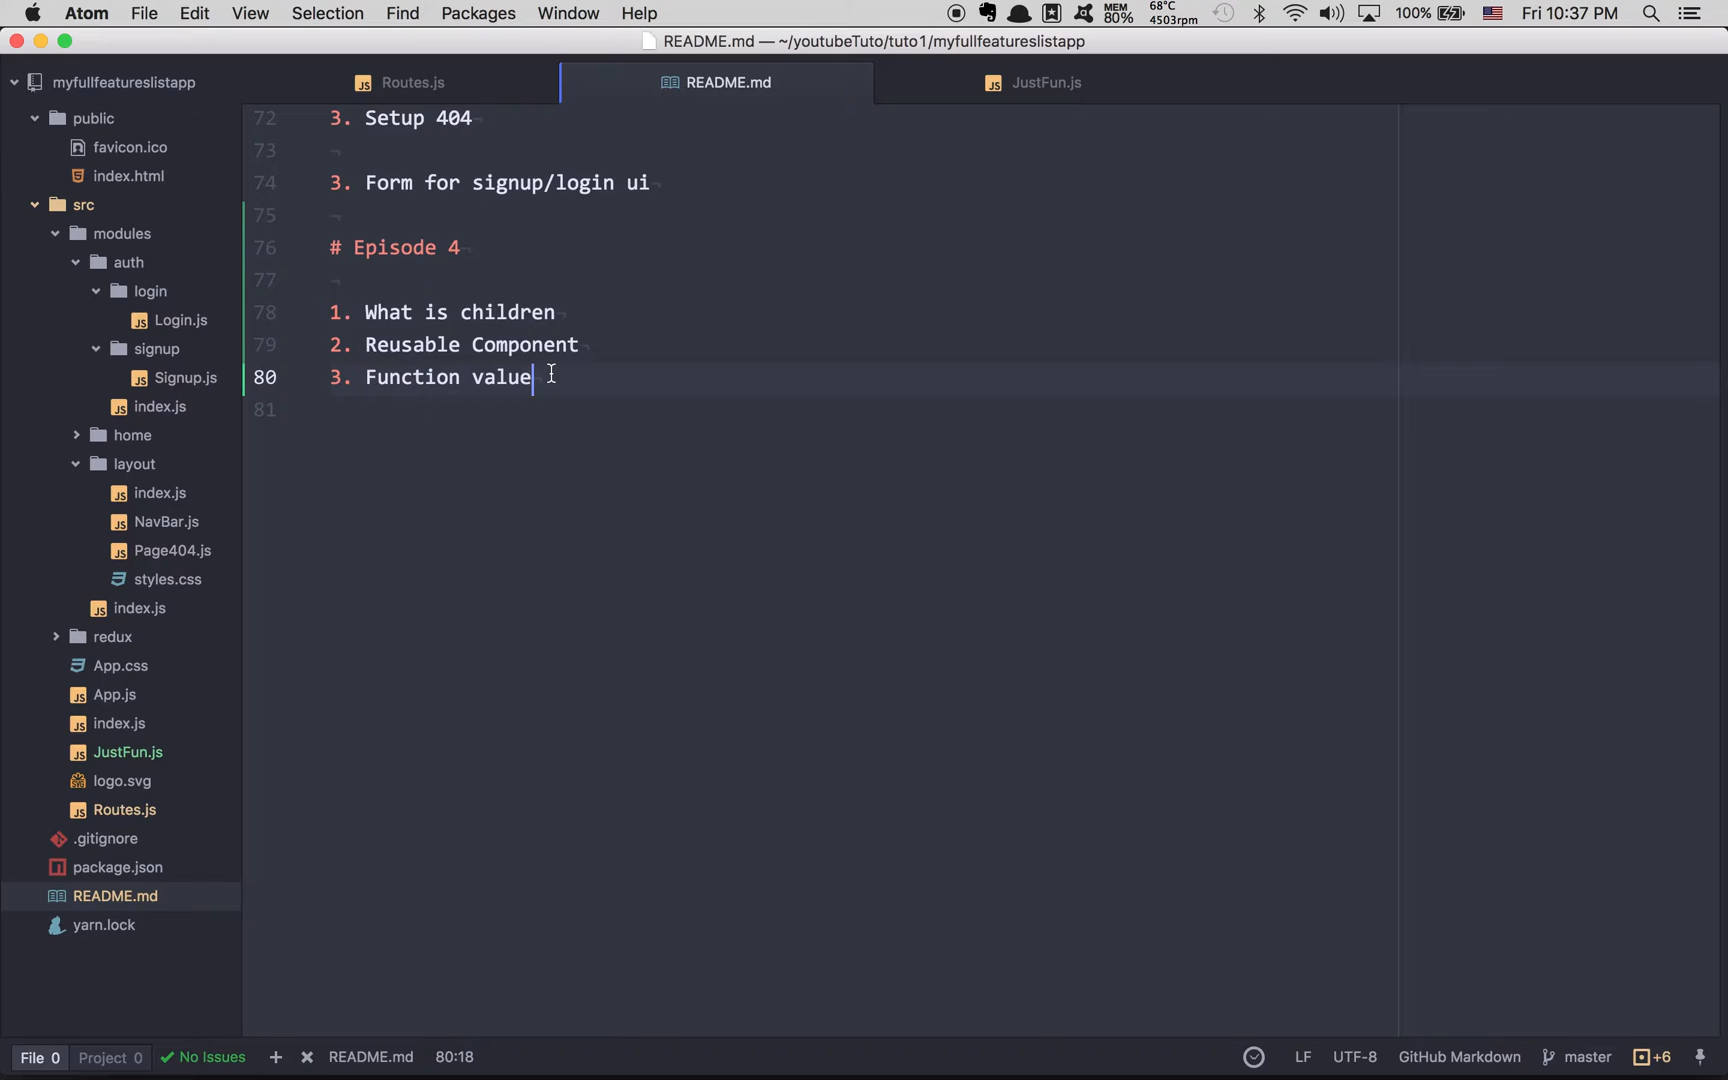 Atom File Edit View Selection Find Packages Window Help MEM 80% 68°C 4503rpm 100% Fri 10:37 PM
README.md — ~/youtubeTuto/tuto1/myfullfeatureslistapp
myfullfeatureslistapp
public
favicon.ico
index.html
src
modules
auth
login
Login.js
signup
Signup.js
index.js
home
layout
index.js
NavBar.js
Page404.js
styles.css
index.js
redux
App.css
App.js
index.js
JustFun.js
logo.svg
Routes.js
.gitignore
package.json
README.md
yarn.lock
Routes.js README.md JustFun.js
72 3. Setup 404¬
73 ¬
74 3. Form for signup/login ui¬
75 ¬
76 # Episode 4¬
77 ¬
78 1. What is children¬
79 2. Reusable Component¬
80 3. Function value¬
81
File 0 Project 0 No Issues + × README.md 80:18 LF UTF-8 GitHub Markdown master +6